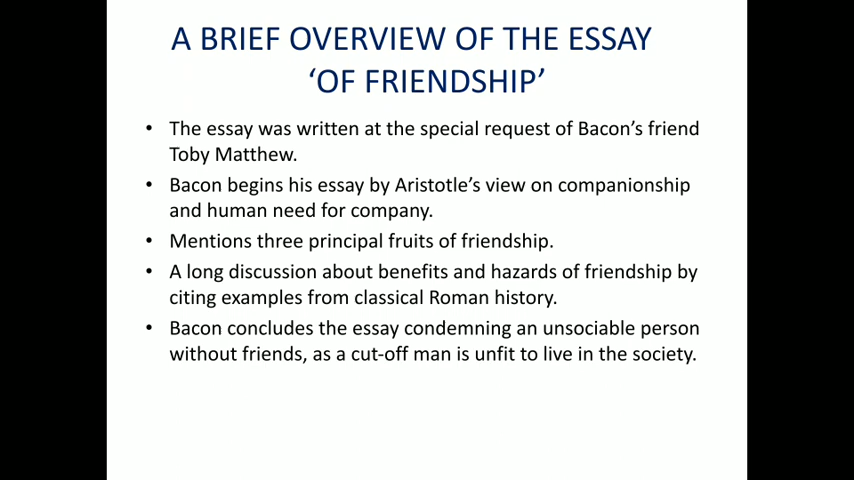 A BRIEF OVERVIEW OF THE ESSAY
‘OF FRIENDSHIP’
• The essay was written at the special request of Bacon’s friend
Toby Matthew.
• Bacon begins his essay by Aristotle’s view on companionship
and human need for company.
• Mentions three principal fruits of friendship.
• A long discussion about benefits and hazards of friendship by
citing examples from classical Roman history.
• Bacon concludes the essay condemning an unsociable person
without friends, as a cut-off man is unfit to live in the society.